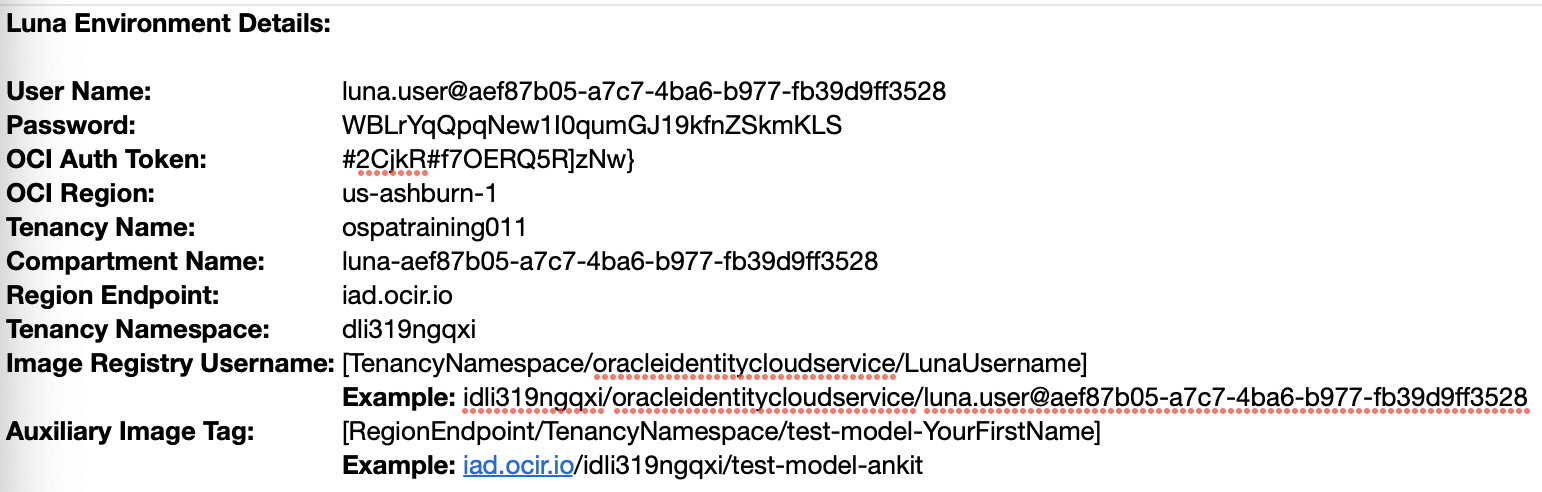 Luna Environment Details:
User Name: luna.user@aef87b05-a7c7-4ba6-b977-fb39d9ff3528
Password: WBLrYqQpqNew1I0qumGJ19kfnZSkmKLS
OCI Auth Token: #2CjkR#f7OERQ5R]zNw}
OCI Region: us-ashburn-1
Tenancy Name: ospatraining011
Compartment Name: luna-aef87b05-a7c7-4ba6-b977-fb39d9ff3528
Region Endpoint: iad.ocir.io
Tenancy Namespace: dli319ngqxi
Image Registry Username: [TenancyNamespace/oracleidentitycloudservice/LunaUsername]
Example: idli319ngqxi/oracleidentitycloudservice/luna.user@aef87b05-a7c7-4ba6-b977-fb39d9ff3528
Auxiliary Image Tag: [RegionEndpoint/TenancyNamespace/test-model-YourFirstName]
Example: iad.ocir.io/idli319ngqxi/test-model-ankit